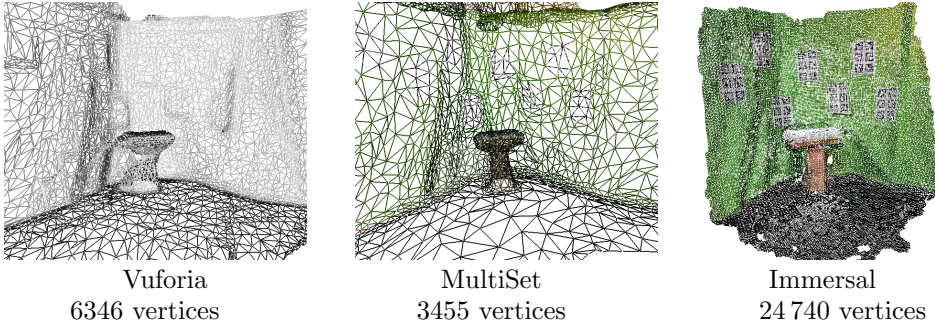 Vuforia
6346 vertices
MultiSet
3455 vertices
Immersal
24 740 vertices